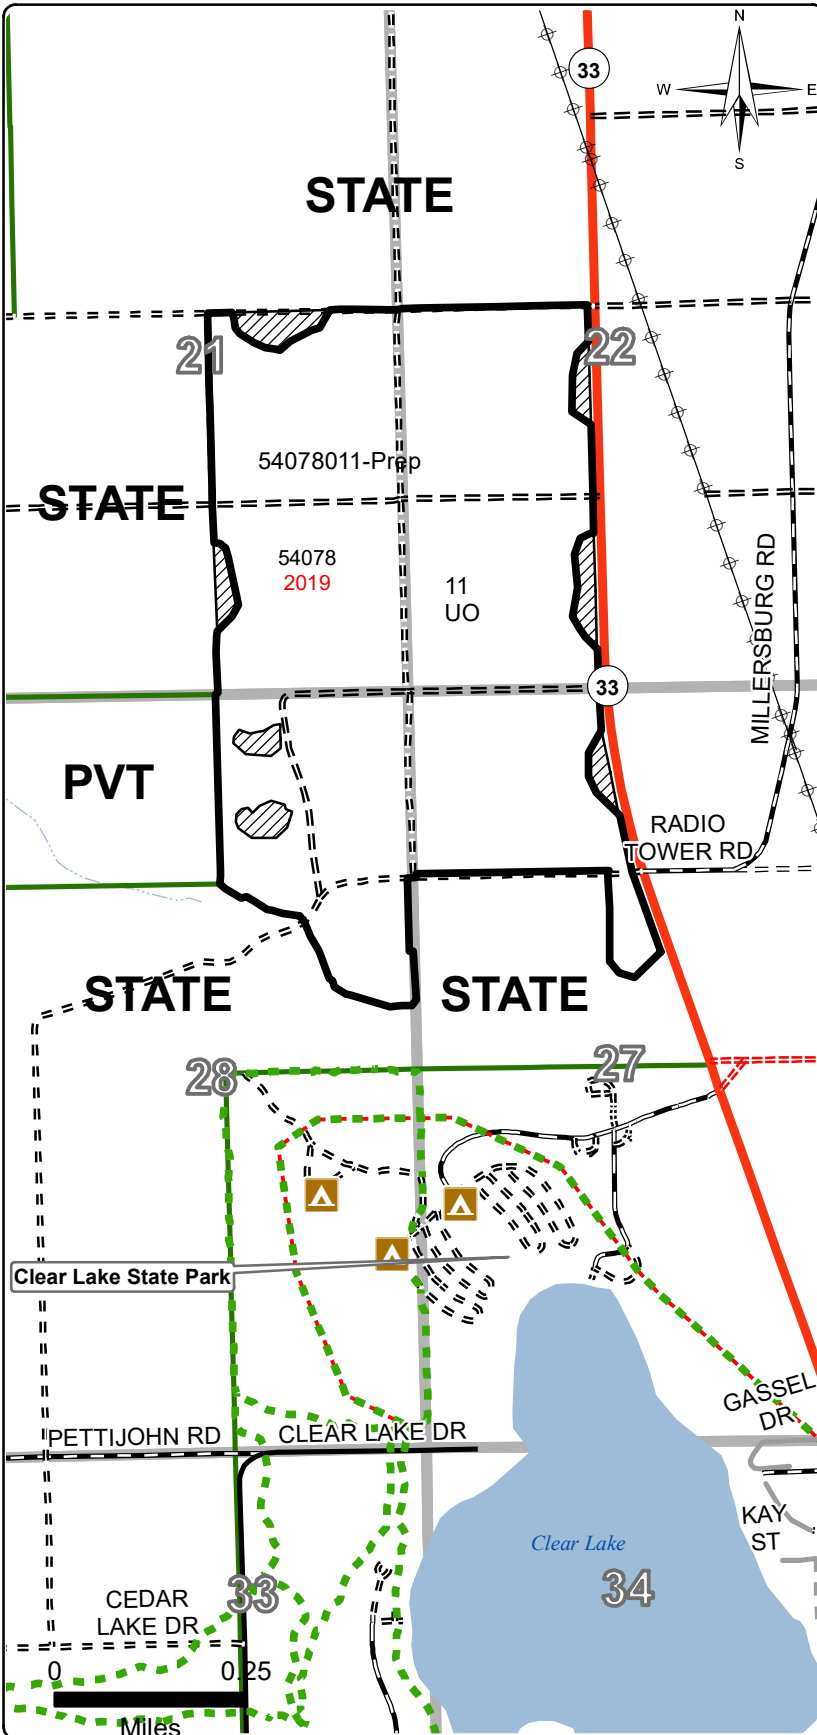 N
33
W E
S
STATE
21
22
54078011-Prep
STATE
54078
2019
11
UO
MILLERSBURG RD
33
PVT
RADIO
TOWER RD
STATE
STATE
28
27
Clear Lake State Park
GASSEL
DR
PETTIJOHN RD
CLEAR LAKE DR
KAY
ST
Clear Lake
33
34
CEDAR
LAKE DR
0 0.25
Miles